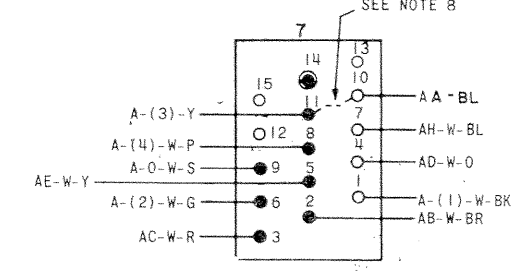 SEE NOTE 8
7
13
14
10
15
11
A-(3)-Y
AA-BL
7
12
8
AH-W-BL
A-(4)-W-P
4
A-O-W-S
9
5
AD-W-O
AE-W-Y
1
A-(2)-W-G
6
2
A-(1)-W-BK
AB-W-BR
AC-W-R
3